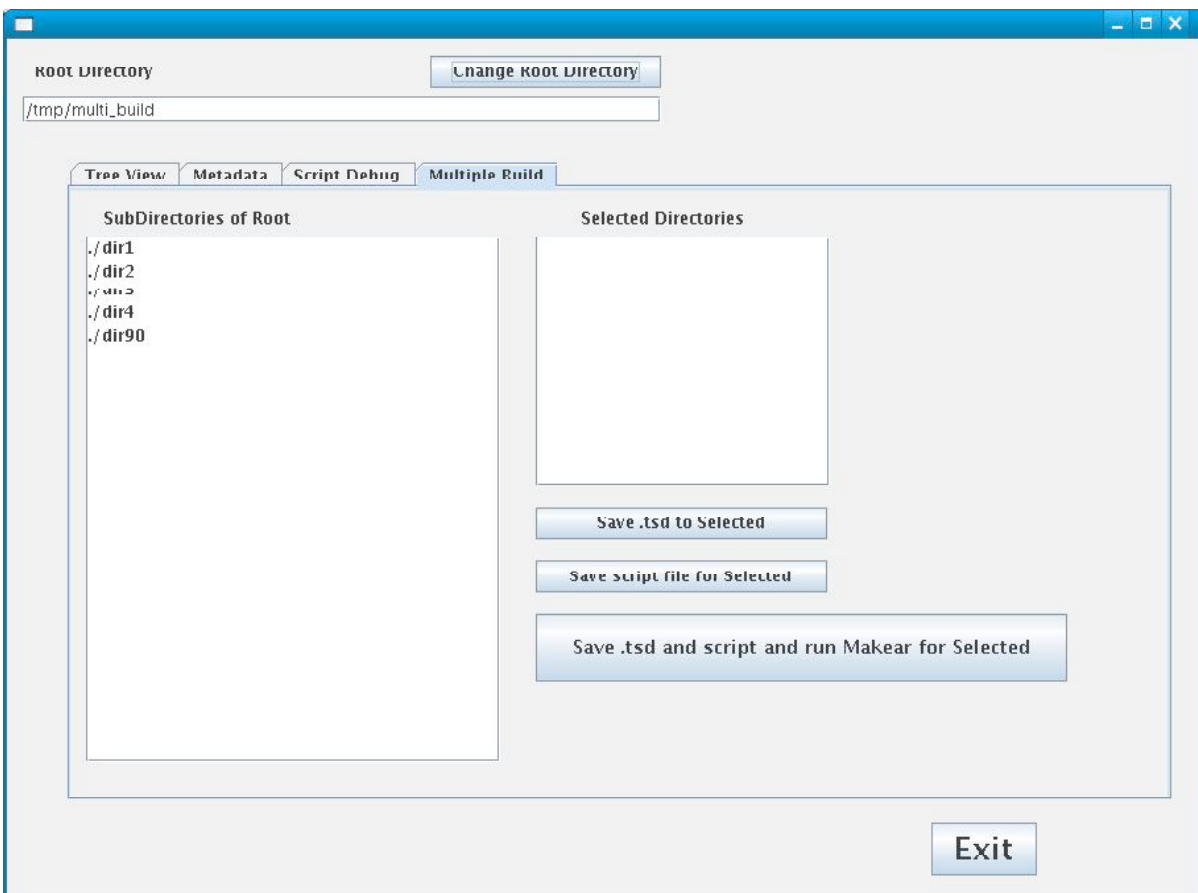 Root Directory
Change Root Directory
/tmp/multi_build
Tree View Metadata Script Debug Multiple Build
SubDirectories of Root
Selected Directories
./dir1
./dir2
./dir3
./dir4
./dir90
Save .tsd to Selected
Save script file for Selected
Save .tsd and script and run Makear for Selected
Exit